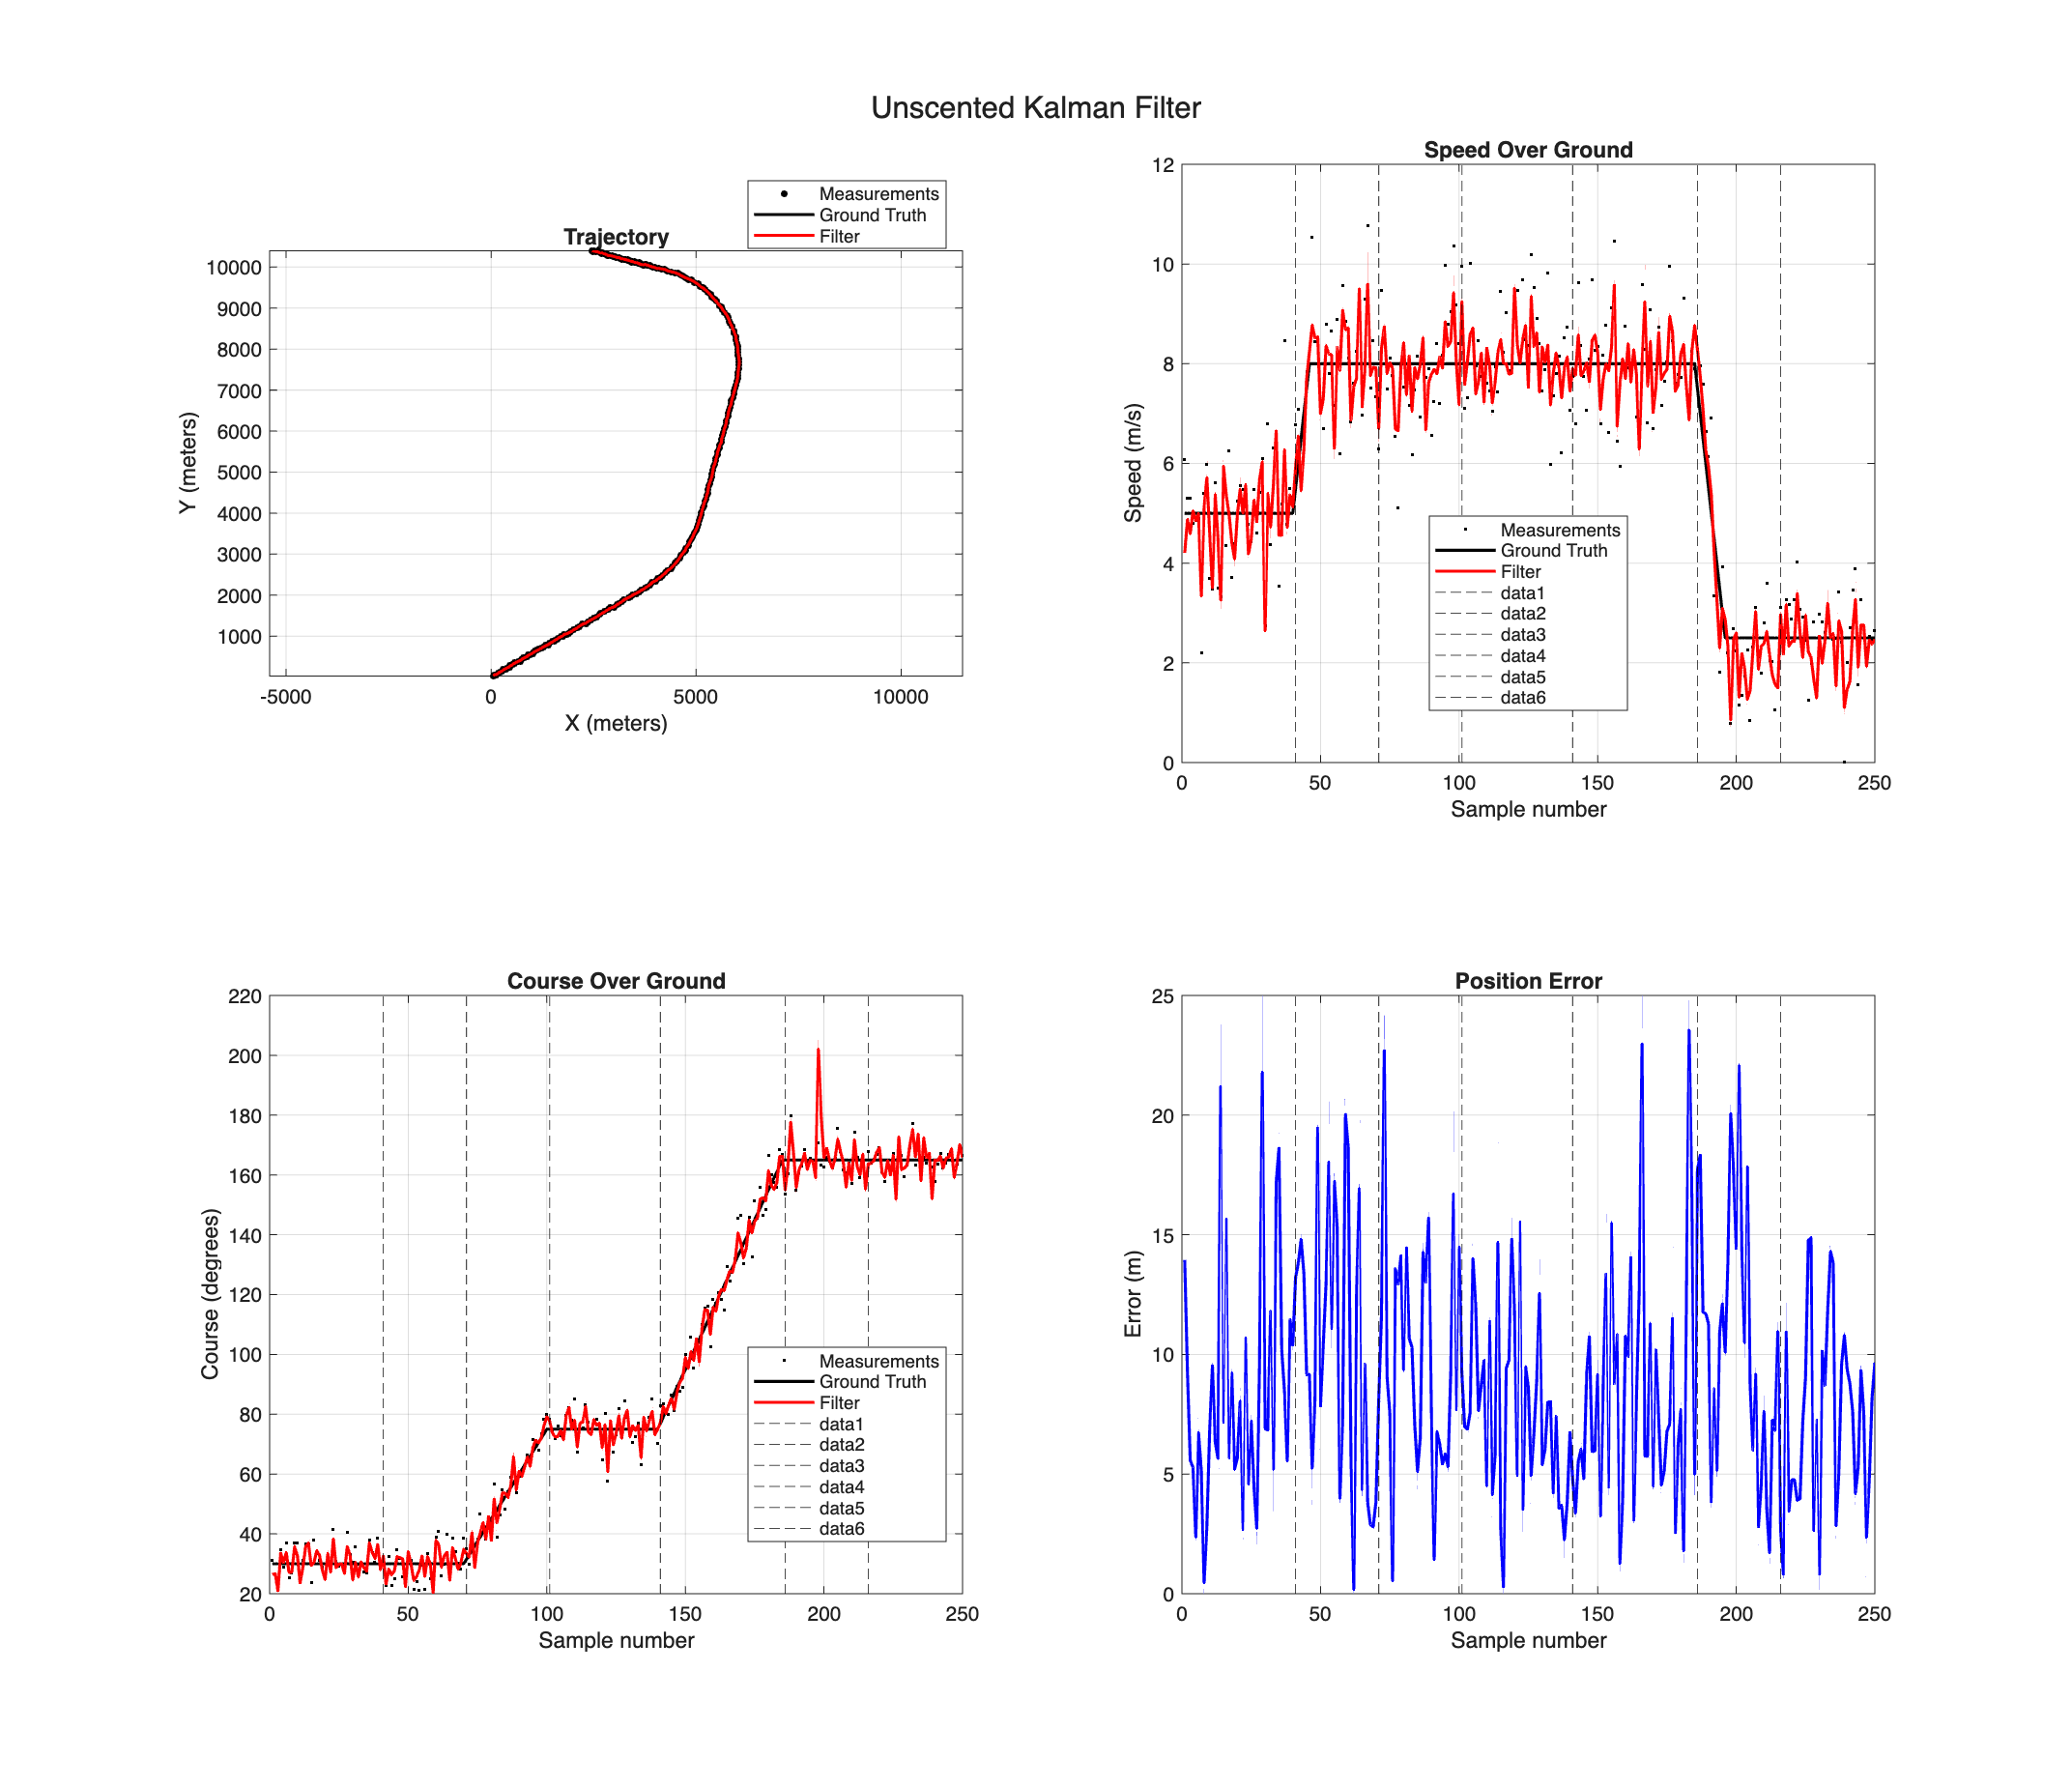 Unscented Kalman Filter
Trajectory
Measurements
Ground Truth
Filter
10000
9000
8000
7000
6000
5000
4000
3000
2000
1000
-5000
0
5000
10000
Y (meters)
X (meters)
Speed Over Ground
12
10
8
6
4
2
0
Speed (m/s)
Measurements
Ground Truth
Filter
data1
data2
data3
data4
data5
data6
0
50
100
150
200
250
Sample number
Course Over Ground
220
200
180
160
140
120
100
80
60
40
20
Course (degrees)
Measurements
Ground Truth
Filter
data1
data2
data3
data4
data5
data6
0
50
100
150
200
250
Sample number
Position Error
25
20
15
10
5
0
Error (m)
0
50
100
150
200
250
Sample number